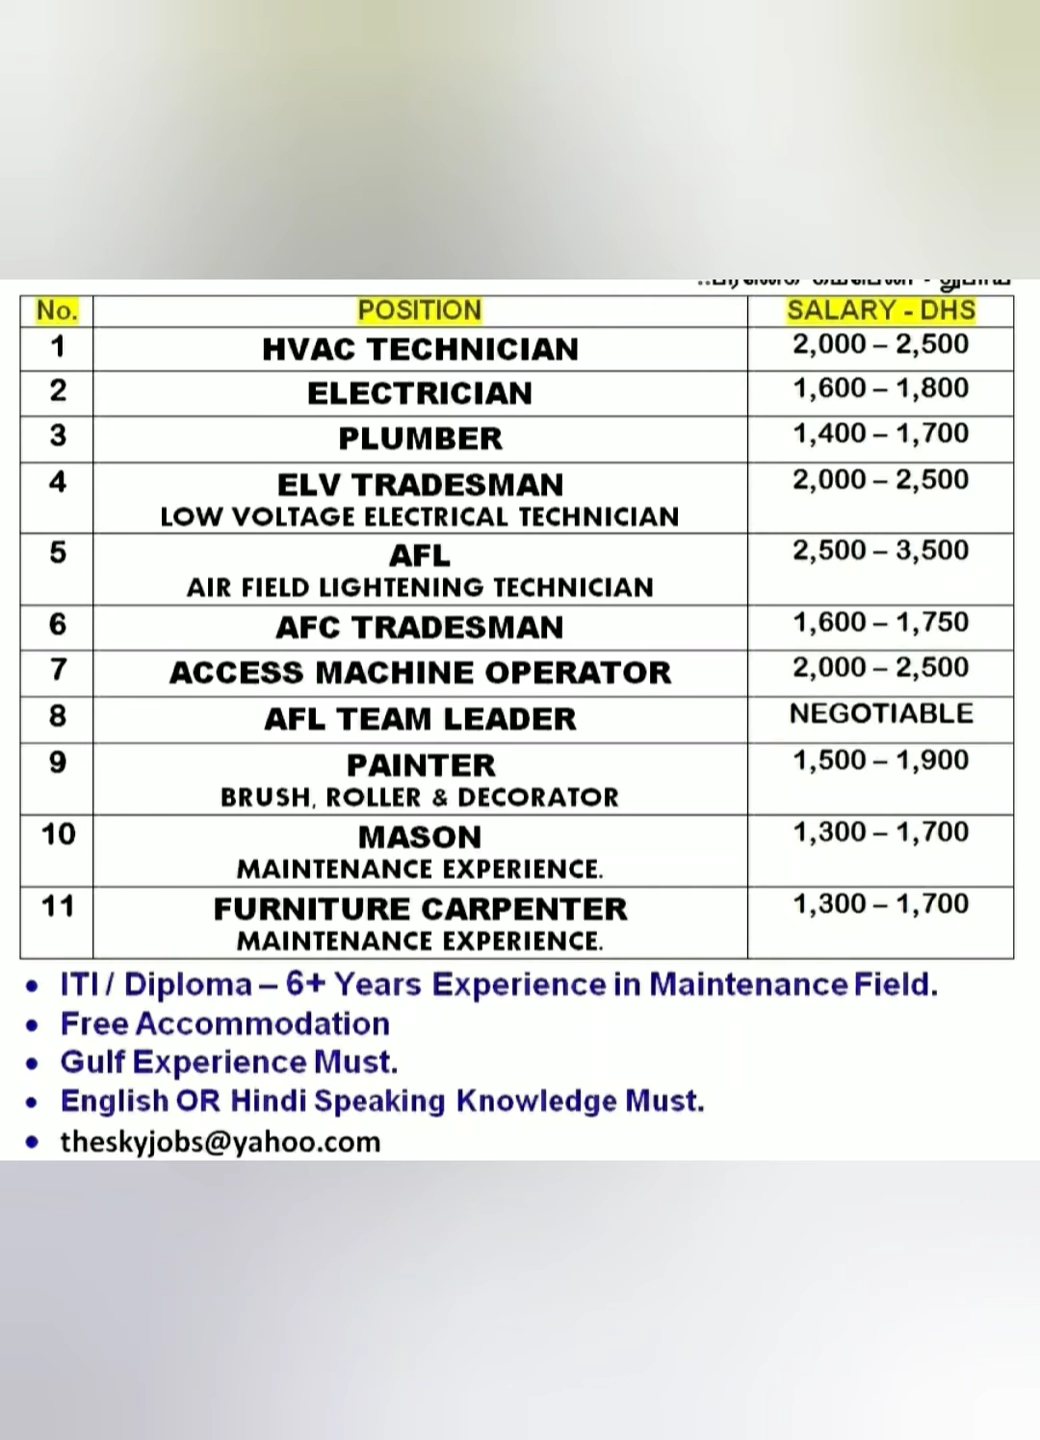 No. POSITION SALARY - DHS
1 HVAC TECHNICIAN 2,000 – 2,500
2 ELECTRICIAN 1,600 – 1,800
3 PLUMBER 1,400 – 1,700
4 ELV TRADESMAN 2,000 – 2,500
LOW VOLTAGE ELECTRICAL TECHNICIAN
5 AFL 2,500 – 3,500
AIR FIELD LIGHTENING TECHNICIAN
6 AFC TRADESMAN 1,600 – 1,750
7 ACCESS MACHINE OPERATOR 2,000 – 2,500
8 AFL TEAM LEADER NEGOTIABLE
9 PAINTER 1,500 – 1,900
BRUSH, ROLLER & DECORATOR
10 MASON 1,300 – 1,700
MAINTENANCE EXPERIENCE.
11 FURNITURE CARPENTER 1,300 – 1,700
MAINTENANCE EXPERIENCE.
• ITI / Diploma – 6+ Years Experience in Maintenance Field.
• Free Accommodation
• Gulf Experience Must.
• English OR Hindi Speaking Knowledge Must.
• theskyjobs@yahoo.com